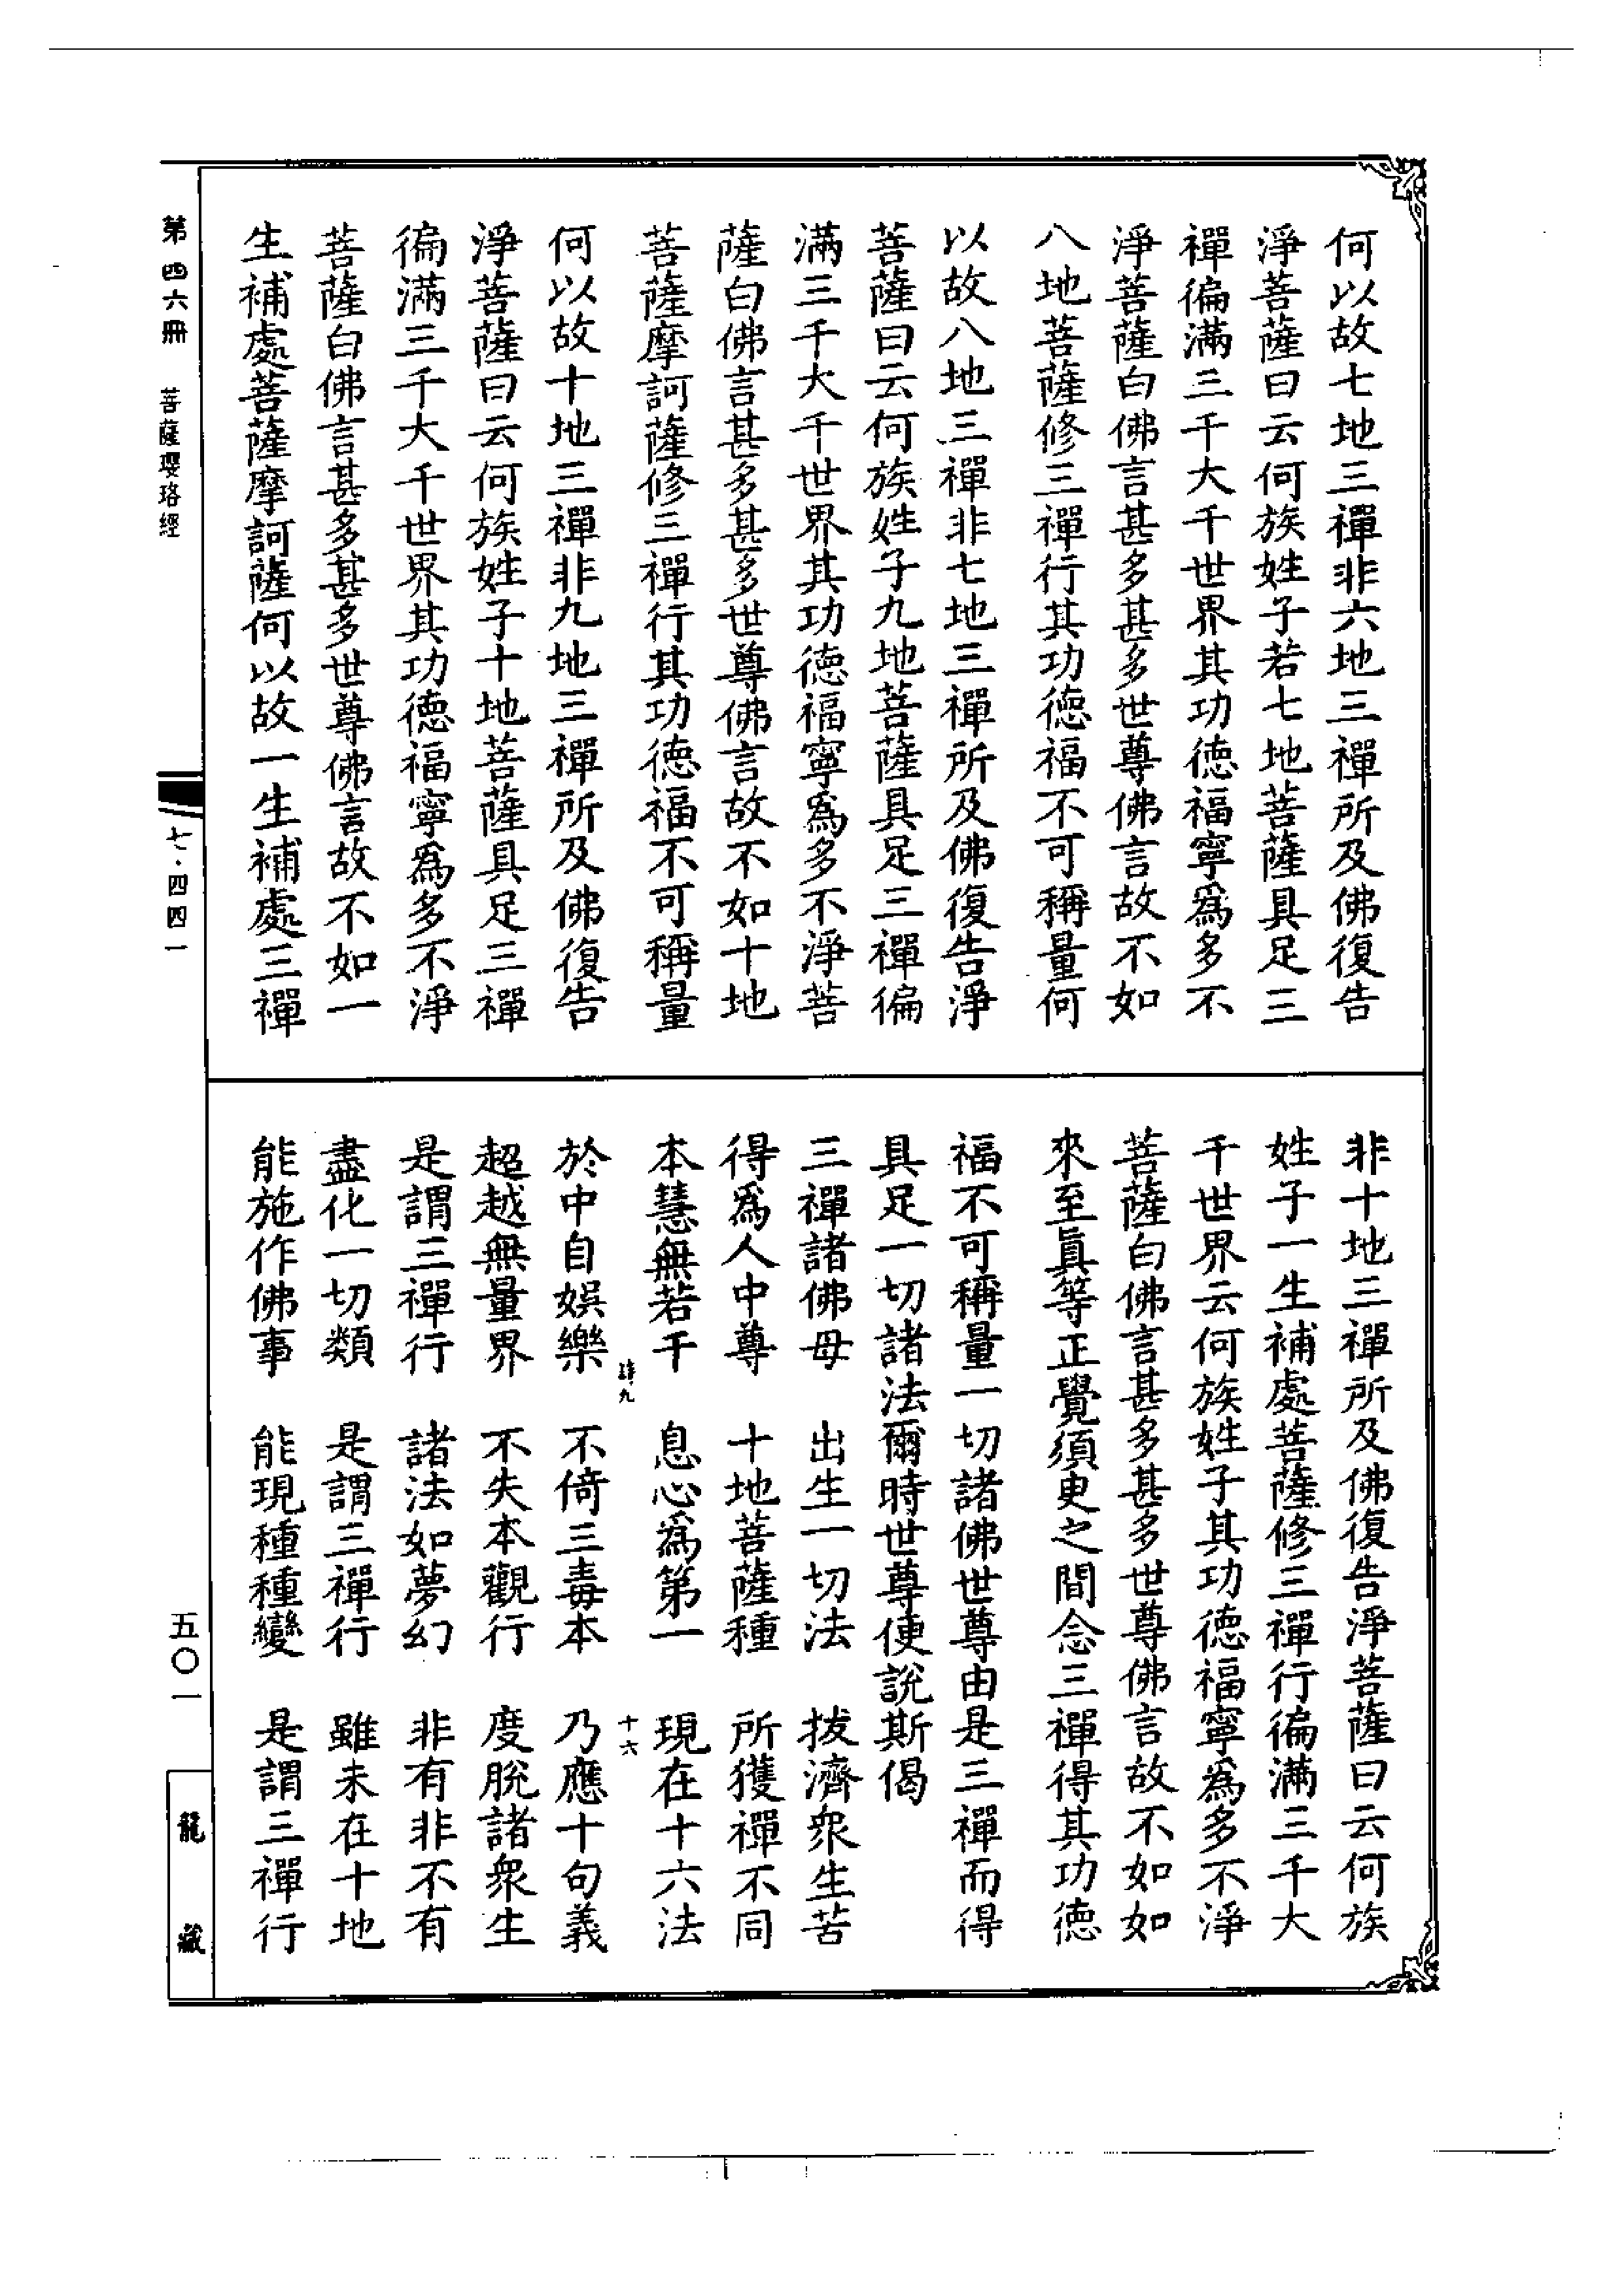 何以故七地三禪非六地三禪所及佛復告
淨菩薩曰云何族姓子若七地菩薩具足三
禪徧滿三千大千世界其功德福寧爲多不
淨菩薩白佛言甚多甚多世尊佛言故不如
八地菩薩修三禪行其功德福不可稱量何
以故八地三禪非七地三禪所及佛復告淨
菩薩曰云何族姓子九地菩薩具足三禪徧
滿三千大千世界其功德福寧爲多不淨菩
薩白佛言甚多甚多世尊佛言故不如十地
菩薩摩訶薩修三禪行其功德福不可稱量
何以故十地三禪非九地三禪所及佛復告
淨菩薩曰云何族姓子十地菩薩具足三禪
徧滿三千大千世界其功德福寧爲多不淨
菩薩白佛言甚多甚多世尊佛言故不如一
生補處菩薩摩訶薩何以故一生補處三禪
非十地三禪所及佛復告淨菩薩曰云何族
姓子一生補處菩薩修三禪行徧滿三千大
千世界云何族姓子其功德福寧爲多不淨
菩薩白佛言甚多甚多世尊佛言故不如如
來至眞等正覺須臾之間念三禪得其功德
福不可稱量一切諸佛世尊由是三禪而得
具足一切諸法爾時世尊便說斯偈
三禪諸佛母　出生一切法　拔濟衆生苦
得爲人中尊　十地菩薩種　所獲禪不同
本慧無若干　息心爲第一　現在十六法
九　十六
於中自娛樂　不倚三毒本　乃應十句義
超越無量界　不失本觀行　度脫諸衆生
是謂三禪行　諸法如夢幻　非有非不有
盡化一切類　是謂三禪行　雖未在十地
能施作佛事　能現種種變　是謂三禪行
第四六冊　菩薩瓔珞經
七·四四一
五〇一
龍藏